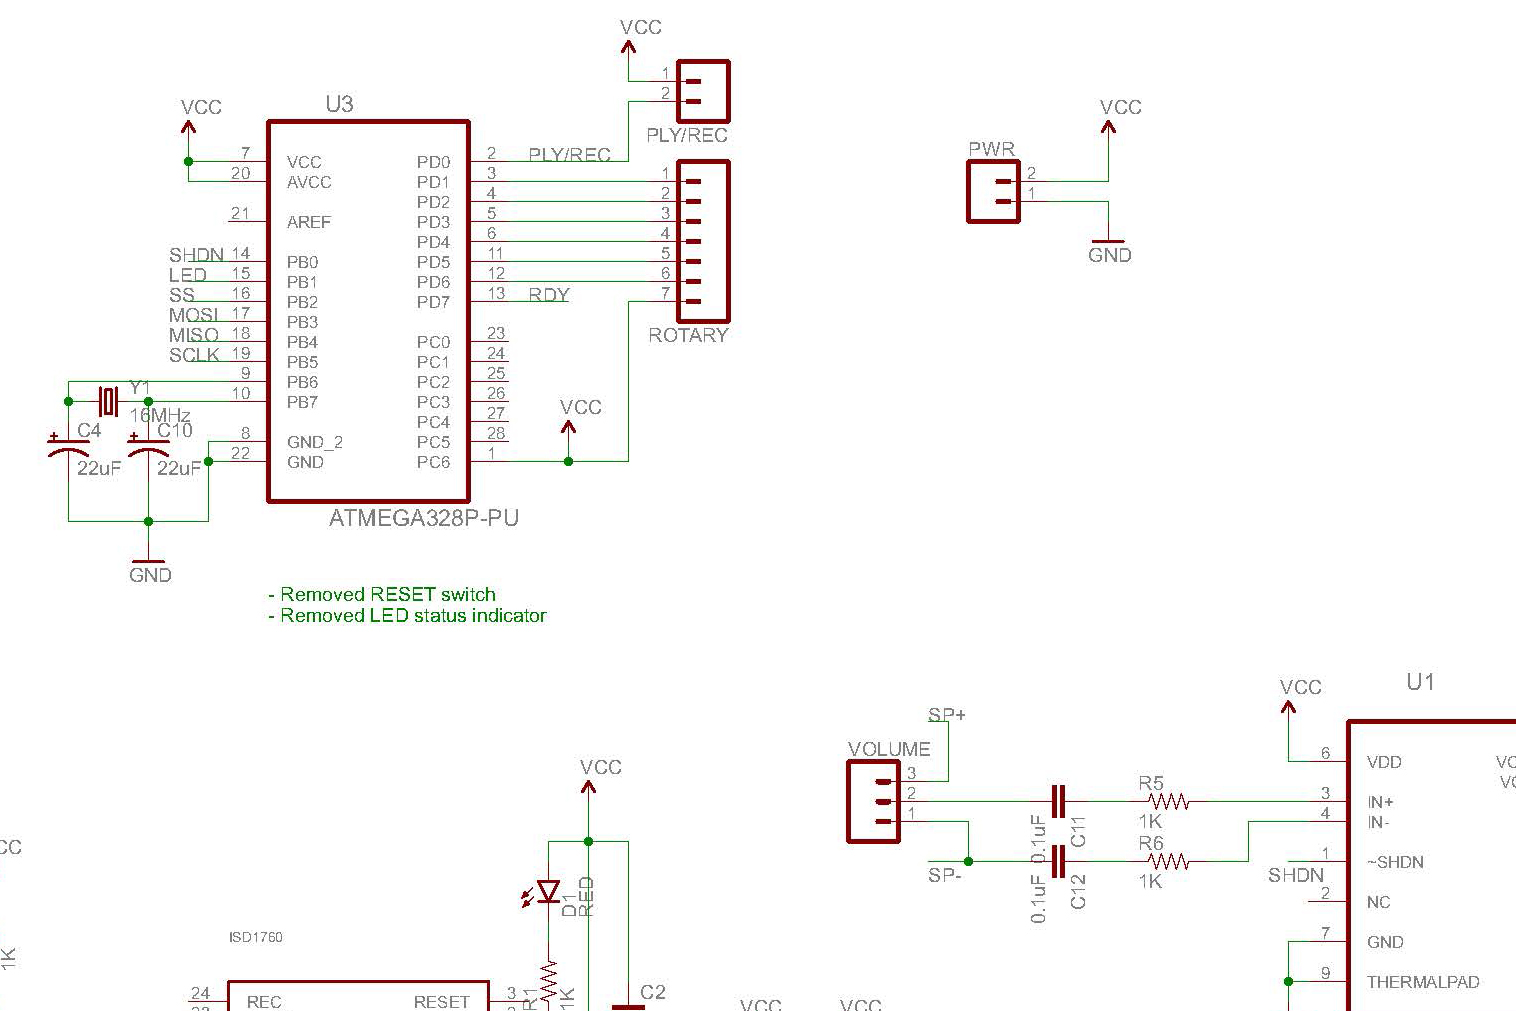 VCC
1
2
PLY/REC
VCC
U3
7
VCC
20
AVCC
21
AREF
SHDN 14
PB0
LED 15
PB1
SS 16
PB2
MOSI 17
PB3
MISO 18
PB4
SCLK 19
PB5
9
PB6
10
PB7
8
GND_2
22
GND
PD0
2
PLY/REC
PD1
3
PD2
4
PD3
5
PD4
6
PD5
11
PD6
12
PD7
13
RDY
PC0
23
PC1
24
PC2
25
PC3
26
PC4
27
PC5
28
PC6
1
ATMEGA328P-PU
1
2
3
4
5
6
7
ROTARY
VCC
Y1
16MHz
+
C4
22uF
+
C10
22uF
GND
VCC
PWR
2
1
GND
- Removed RESET switch
- Removed LED status indicator
SP+
VOLUME
3
2
1
SP-
0.1uF
C11
0.1uF
C12
R5
1K
R6
1K
VCC
U1
6
VDD
3
IN+
4
IN-
1
~SHDN
SHDN
2
NC
7
GND
9
THERMALPAD
VCC
D1
RED
R1
1K
C2
ISD1760
24
REC
RESET
3
1K
VCC
VCC